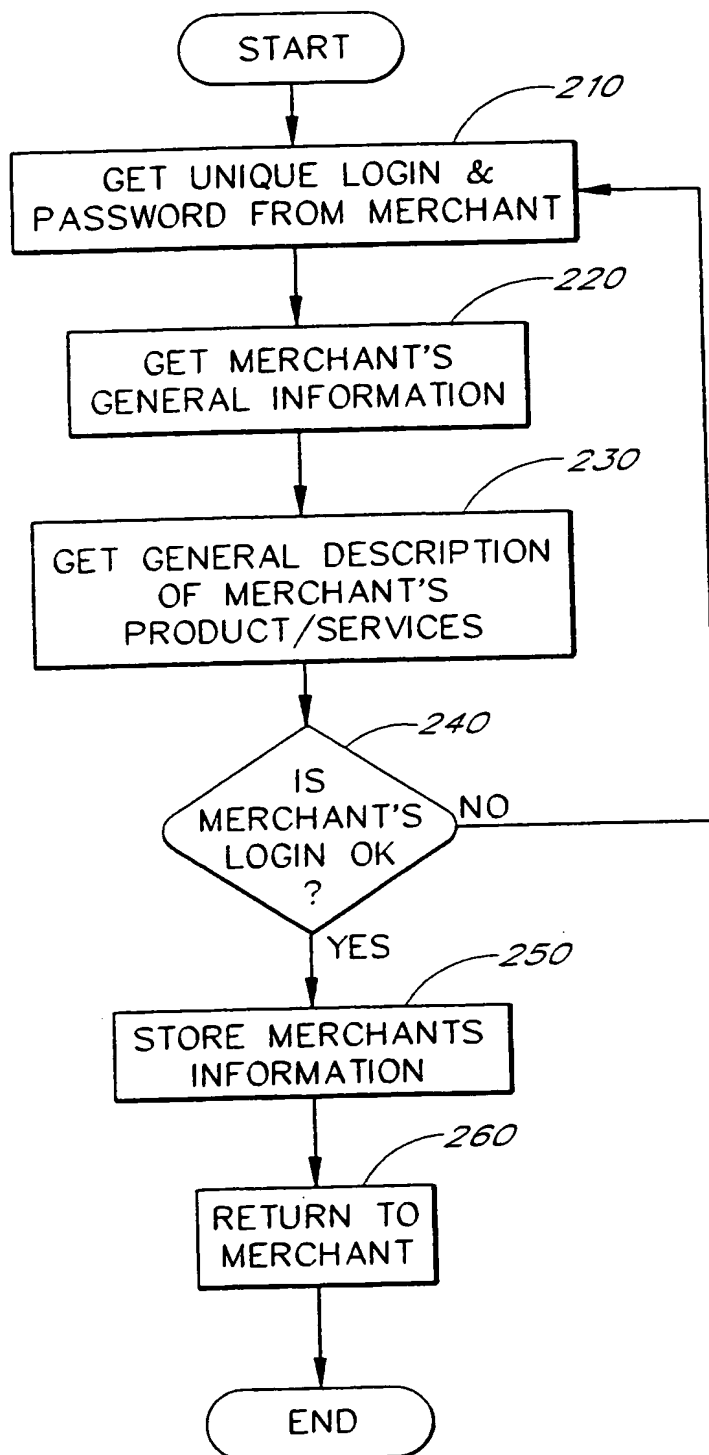 START
210
GET UNIQUE LOGIN &
PASSWORD FROM MERCHANT
220
GET MERCHANT'S
GENERAL INFORMATION
230
GET GENERAL DESCRIPTION
OF MERCHANT'S
PRODUCT/SERVICES
240
IS
MERCHANT'S
LOGIN OK
?
NO
YES
250
STORE MERCHANTS
INFORMATION
260
RETURN TO
MERCHANT
END